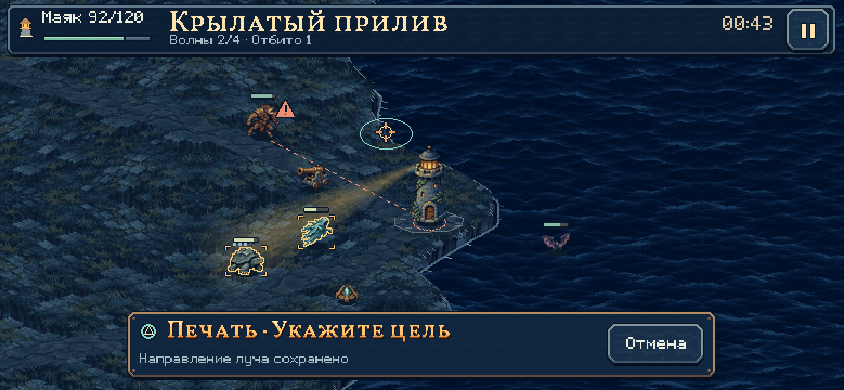 Маяк 92/120
Крылатый прилив
Волны 2/4 · Отбито 1
00:43
Печать · Укажите цель
Направление луча сохранено
Отмена